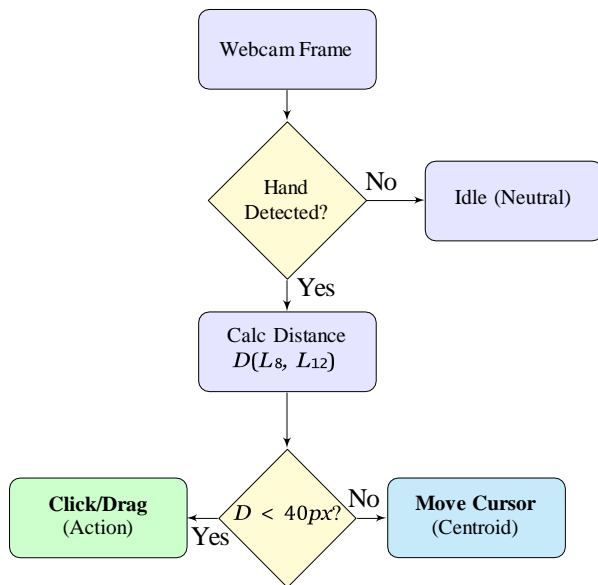 Webcam Frame
Hand
Detected?
No
Idle (Neutral)
Yes
Calc Distance
D(L₈, L₁₂)
Click/Drag
(Action)
Yes
D < 40px?
No
Move Cursor
(Centroid)